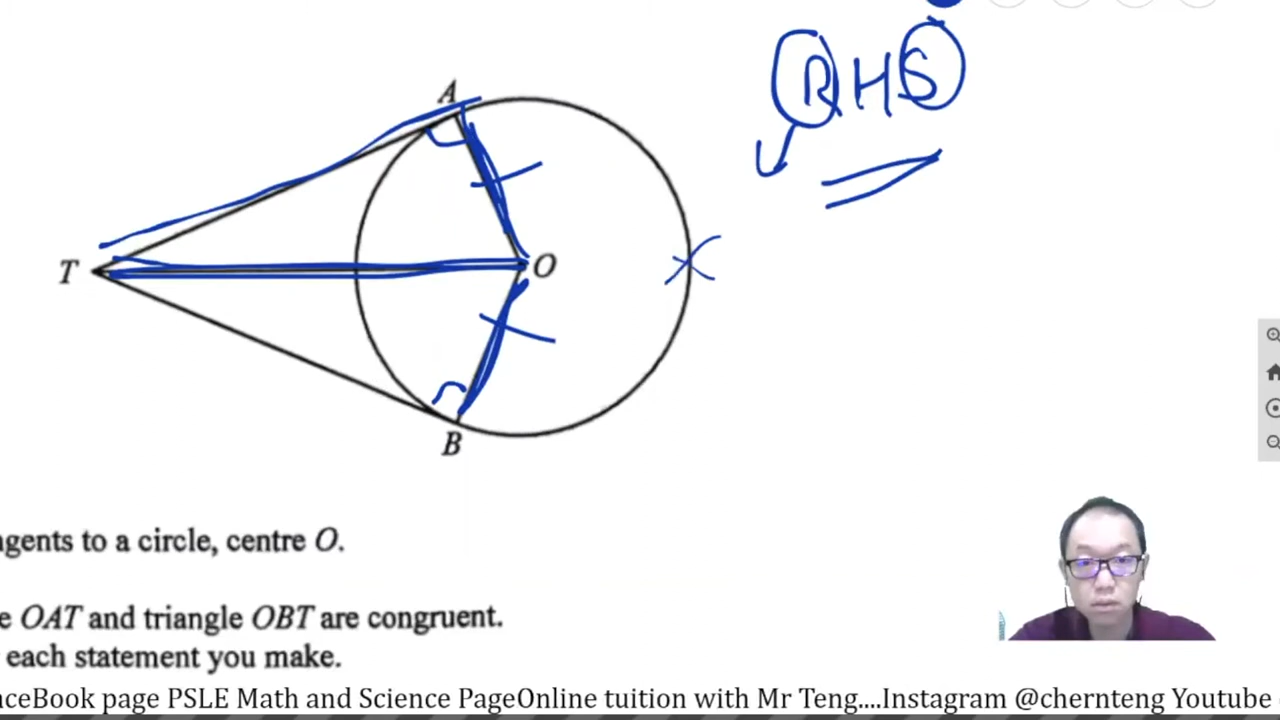 RHS
A
T
O
B
ngents to a circle, centre O.
e OAT and triangle OBT are congruent.
each statement you make.
aceBook page PSLE Math and Science PageOnline tuition with Mr Teng....Instagram @chernteng Youtube